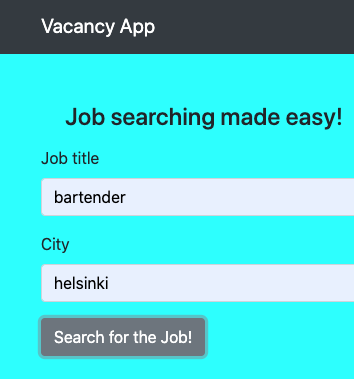 Vacancy App
Job searching made easy!
Job title
bartender
City
helsinki
Search for the Job!